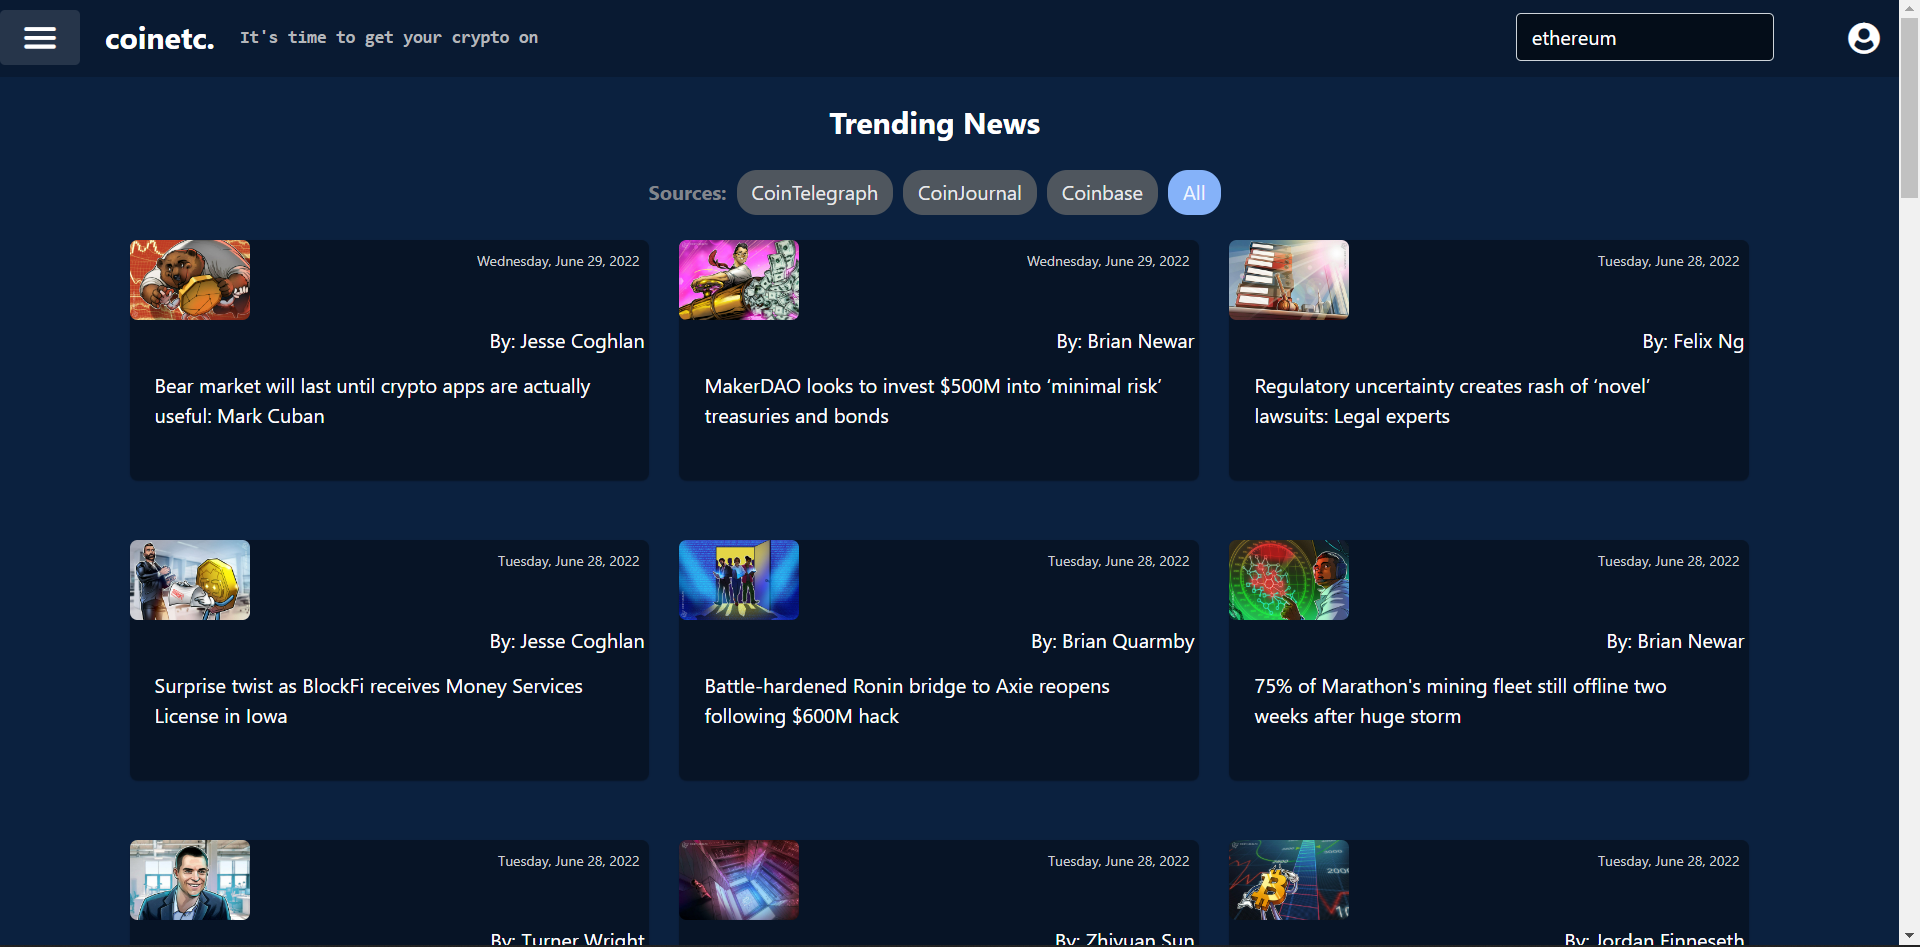 coinetc.
It's time to get your crypto on
ethereum
Trending News
Sources: CoinTelegraph CoinJournal Coinbase All
Wednesday, June 29, 2022
By: Jesse Coghlan
Bear market will last until crypto apps are actually
useful: Mark Cuban
Wednesday, June 29, 2022
By: Brian Newar
MakerDAO looks to invest $500M into ‘minimal risk’
treasuries and bonds
Tuesday, June 28, 2022
By: Felix Ng
Regulatory uncertainty creates rash of ‘novel’
lawsuits: Legal experts
Tuesday, June 28, 2022
By: Jesse Coghlan
Surprise twist as BlockFi receives Money Services
License in Iowa
Tuesday, June 28, 2022
By: Brian Quarmby
Battle-hardened Ronin bridge to Axie reopens
following $600M hack
Tuesday, June 28, 2022
By: Brian Newar
75% of Marathon's mining fleet still offline two
weeks after huge storm
Tuesday, June 28, 2022
By: Turner Wright
Tuesday, June 28, 2022
By: Zhiyuan Sun
Tuesday, June 28, 2022
By: Jordan Finneseth